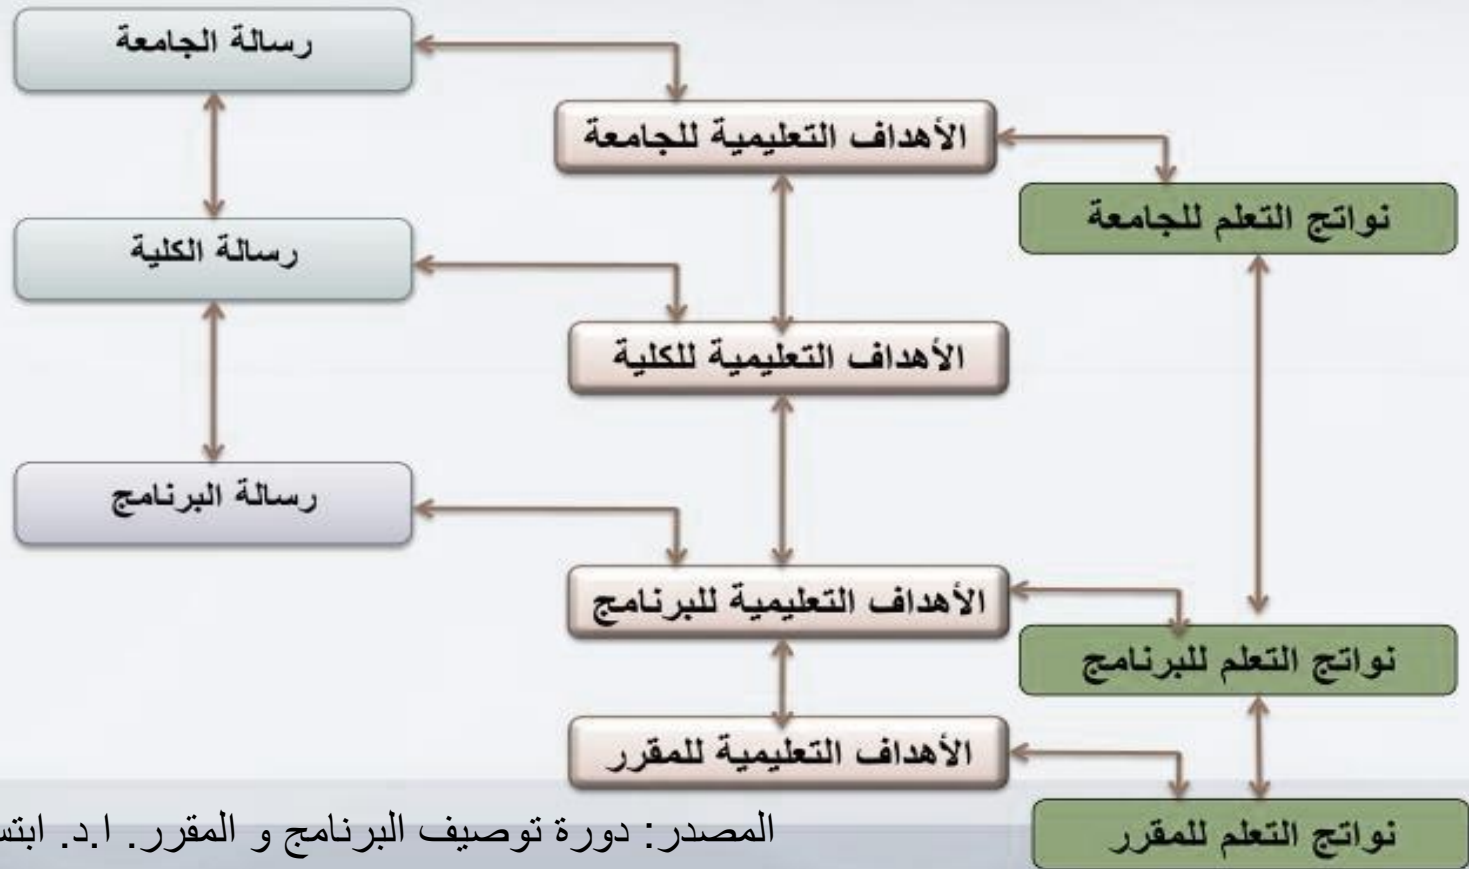 رسالة الجامعة
الأهداف التعليمية للجامعة
نواتج التعلم للجامعة
رسالة الكلية
الأهداف التعليمية للكلية
رسالة البرنامج
الأهداف التعليمية للبرنامج
نواتج التعلم للبرنامج
الأهداف التعليمية للمقرر
نواتج التعلم للمقرر
المصدر: دورة توصيف البرنامج و المقرر. ا.د.